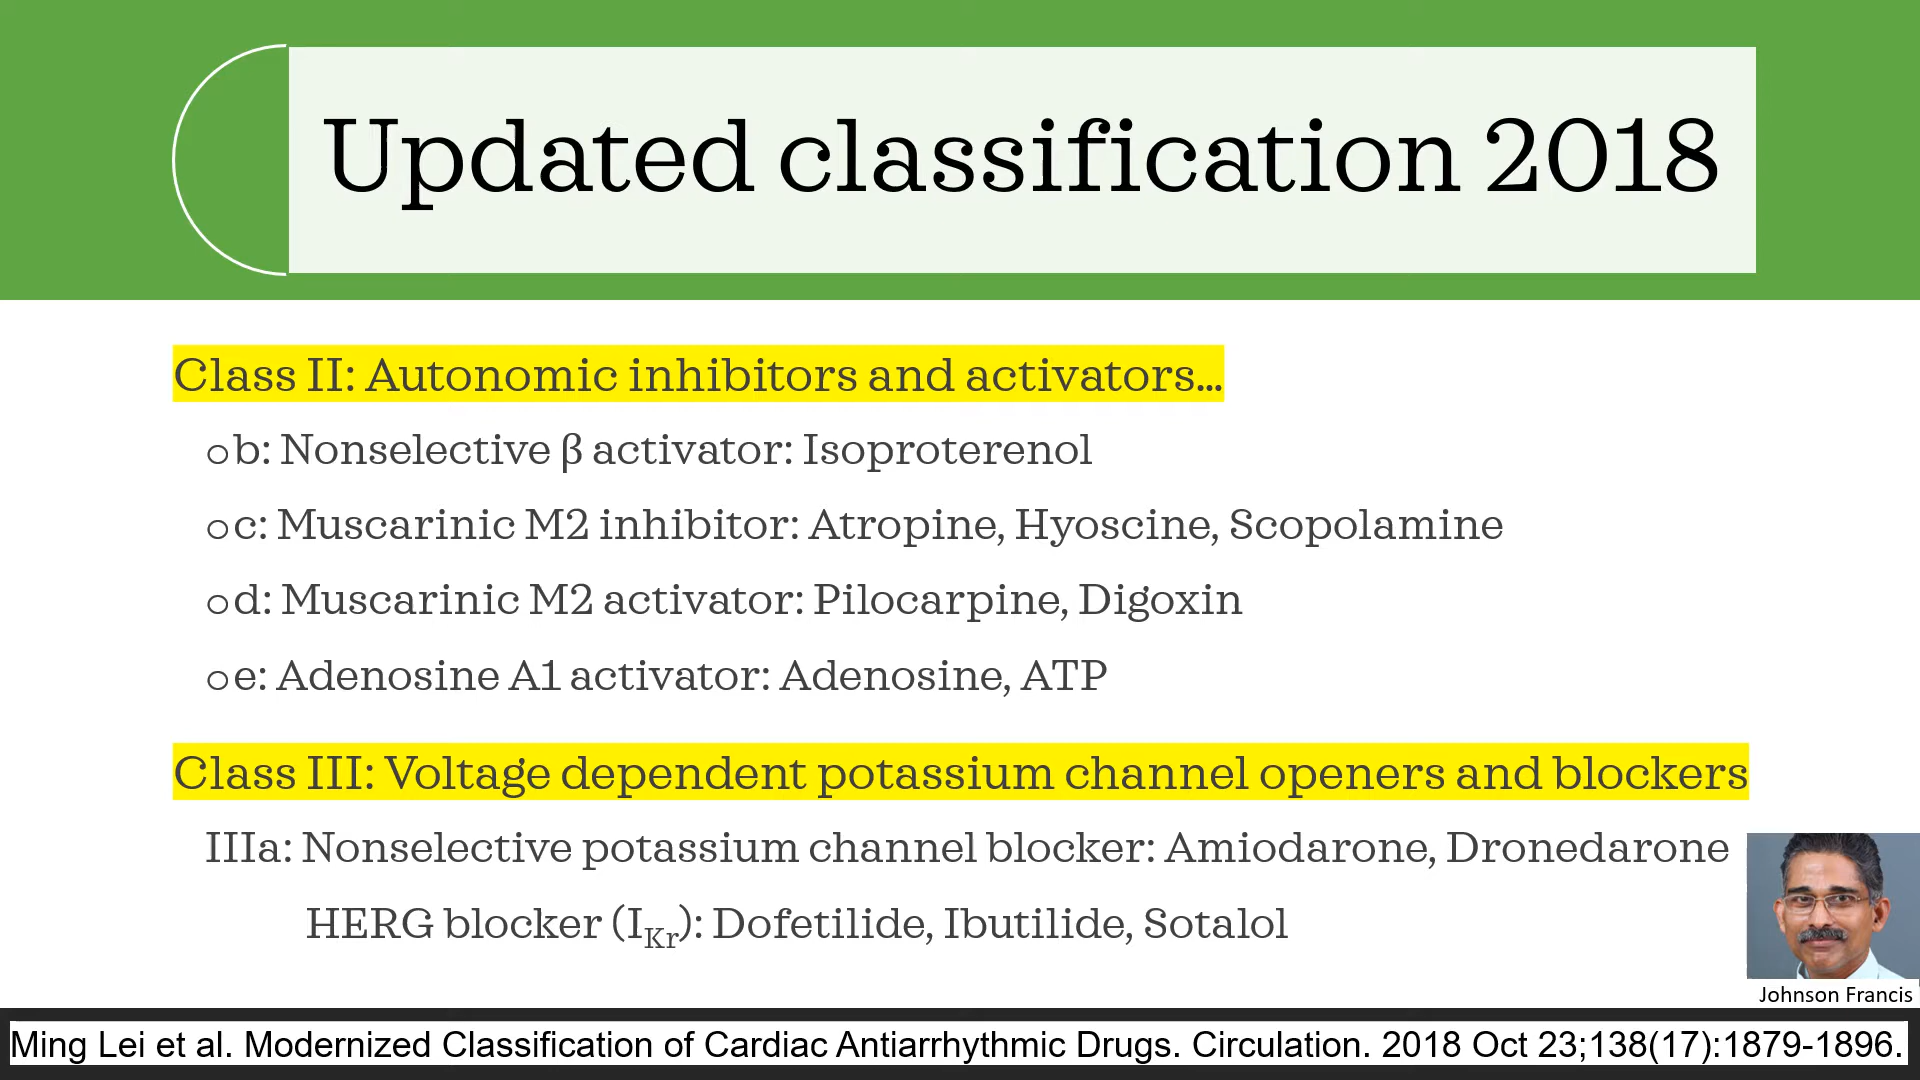 Updated classification 2018
Class II: Autonomic inhibitors and activators...
b: Nonselective β activator: Isoproterenol
c: Muscarinic M2 inhibitor: Atropine, Hyoscine, Scopolamine
d: Muscarinic M2 activator: Pilocarpine, Digoxin
e: Adenosine A1 activator: Adenosine, ATP
Class III: Voltage dependent potassium channel openers and blockers
IIIa: Nonselective potassium channel blocker: Amiodarone, Dronedarone
HERG blocker (IKr): Dofetilide, Ibutilide, Sotalol
Johnson Francis
Ming Lei et al. Modernized Classification of Cardiac Antiarrhythmic Drugs. Circulation. 2018 Oct 23;138(17):1879-1896.